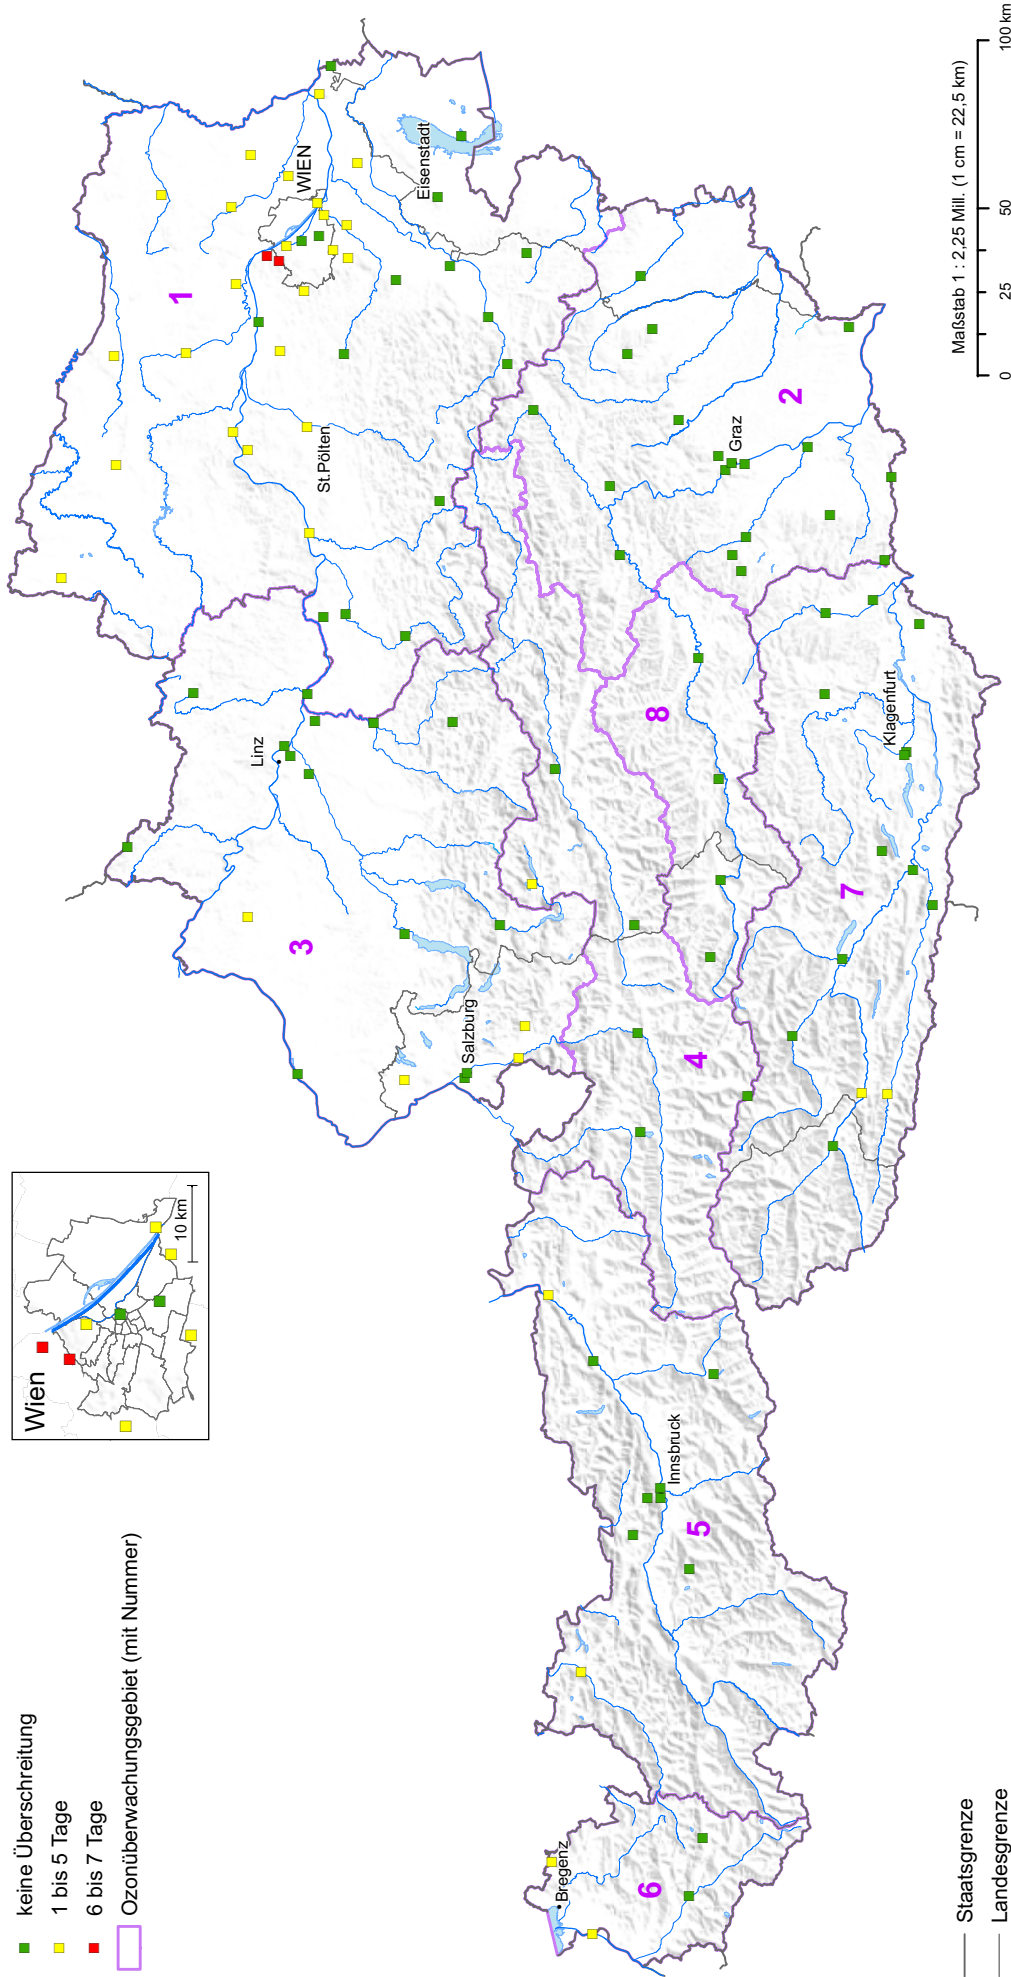 keine Überschreitung
1 bis 5 Tage
6 bis 7 Tage
Ozonüberwachungsgebiet (mit Nummer)
Wien
10 km
1
2
3
4
5
6
7
8
WIEN
Eisenstadt
St.Pölten
Linz
Salzburg
Graz
Klagenfurt
Innsbruck
Bregenz
Staatsgrenze
Landesgrenze
Maßstab 1 : 2,25 Mill. (1 cm = 22,5 km)
0 25 50 100 km